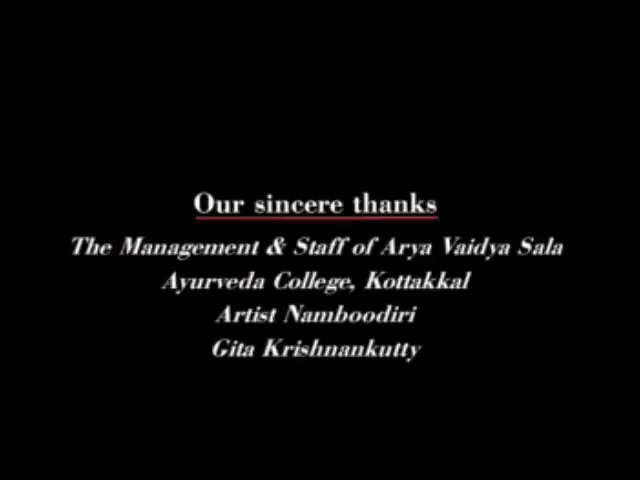 Our sincere thanks
The Management & Staff of Arya Vaidya Sala
Ayurveda College, Kottakkal
Artist Namboodiri
Gita Krishnankutty